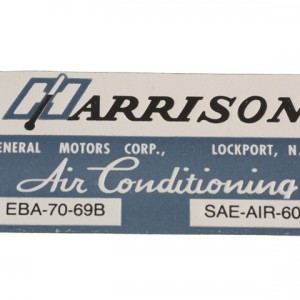 HARRISON
ENERAL MOTORS CORP., LOCKPORT, N.
Air Conditioning
EBA-70-69B SAE-AIR-60